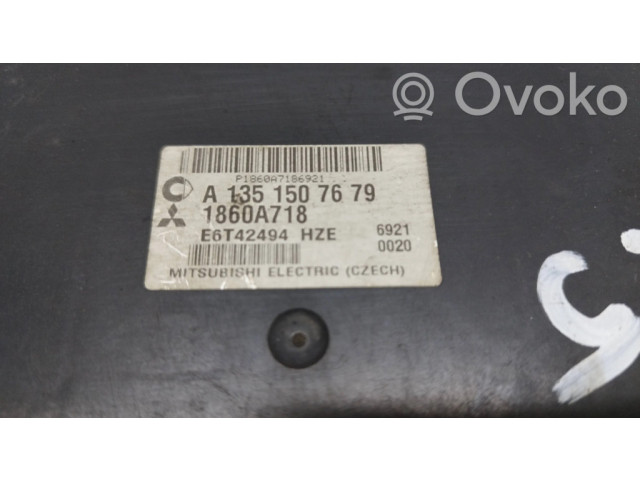 Ovoko
P1860A7186921
A 135 150 76 79
1860A718
E6T42494 HZE 6921
0020
MITSUBISHI ELECTRIC (CZECH)